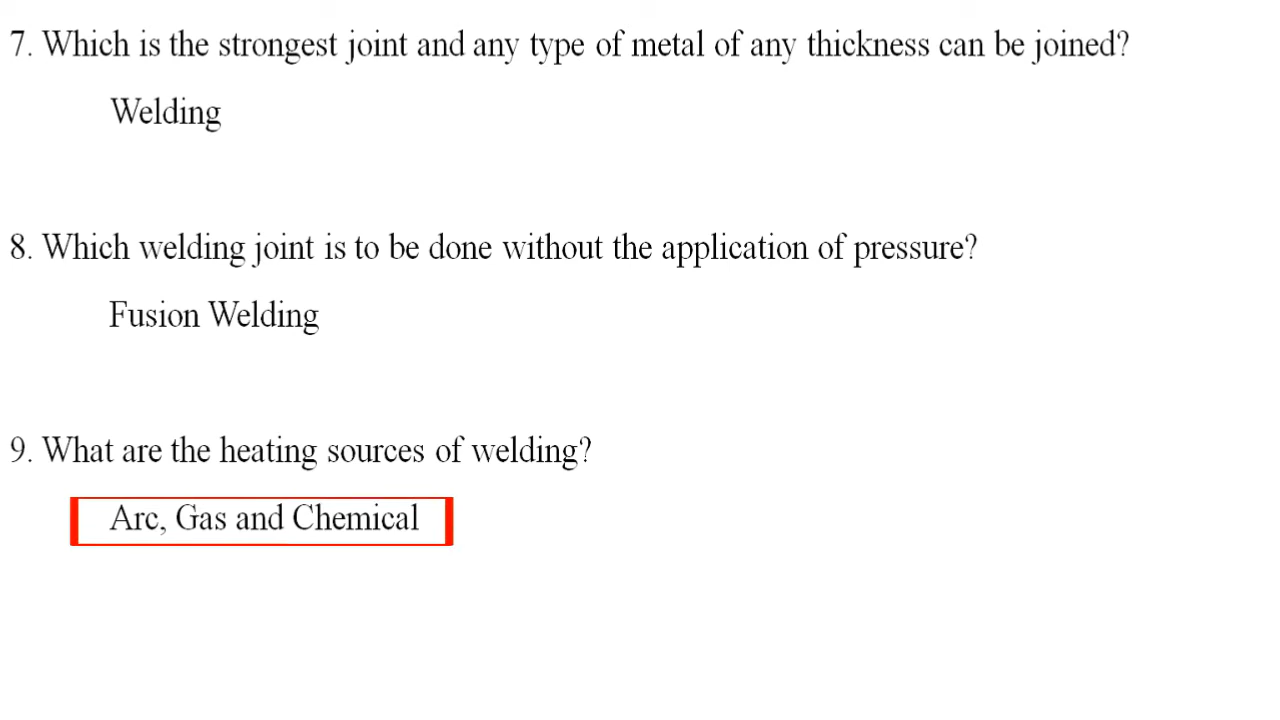 7. Which is the strongest joint and any type of metal of any thickness can be joined?
Welding
8. Which welding joint is to be done without the application of pressure?
Fusion Welding
9. What are the heating sources of welding?
Arc, Gas and Chemical